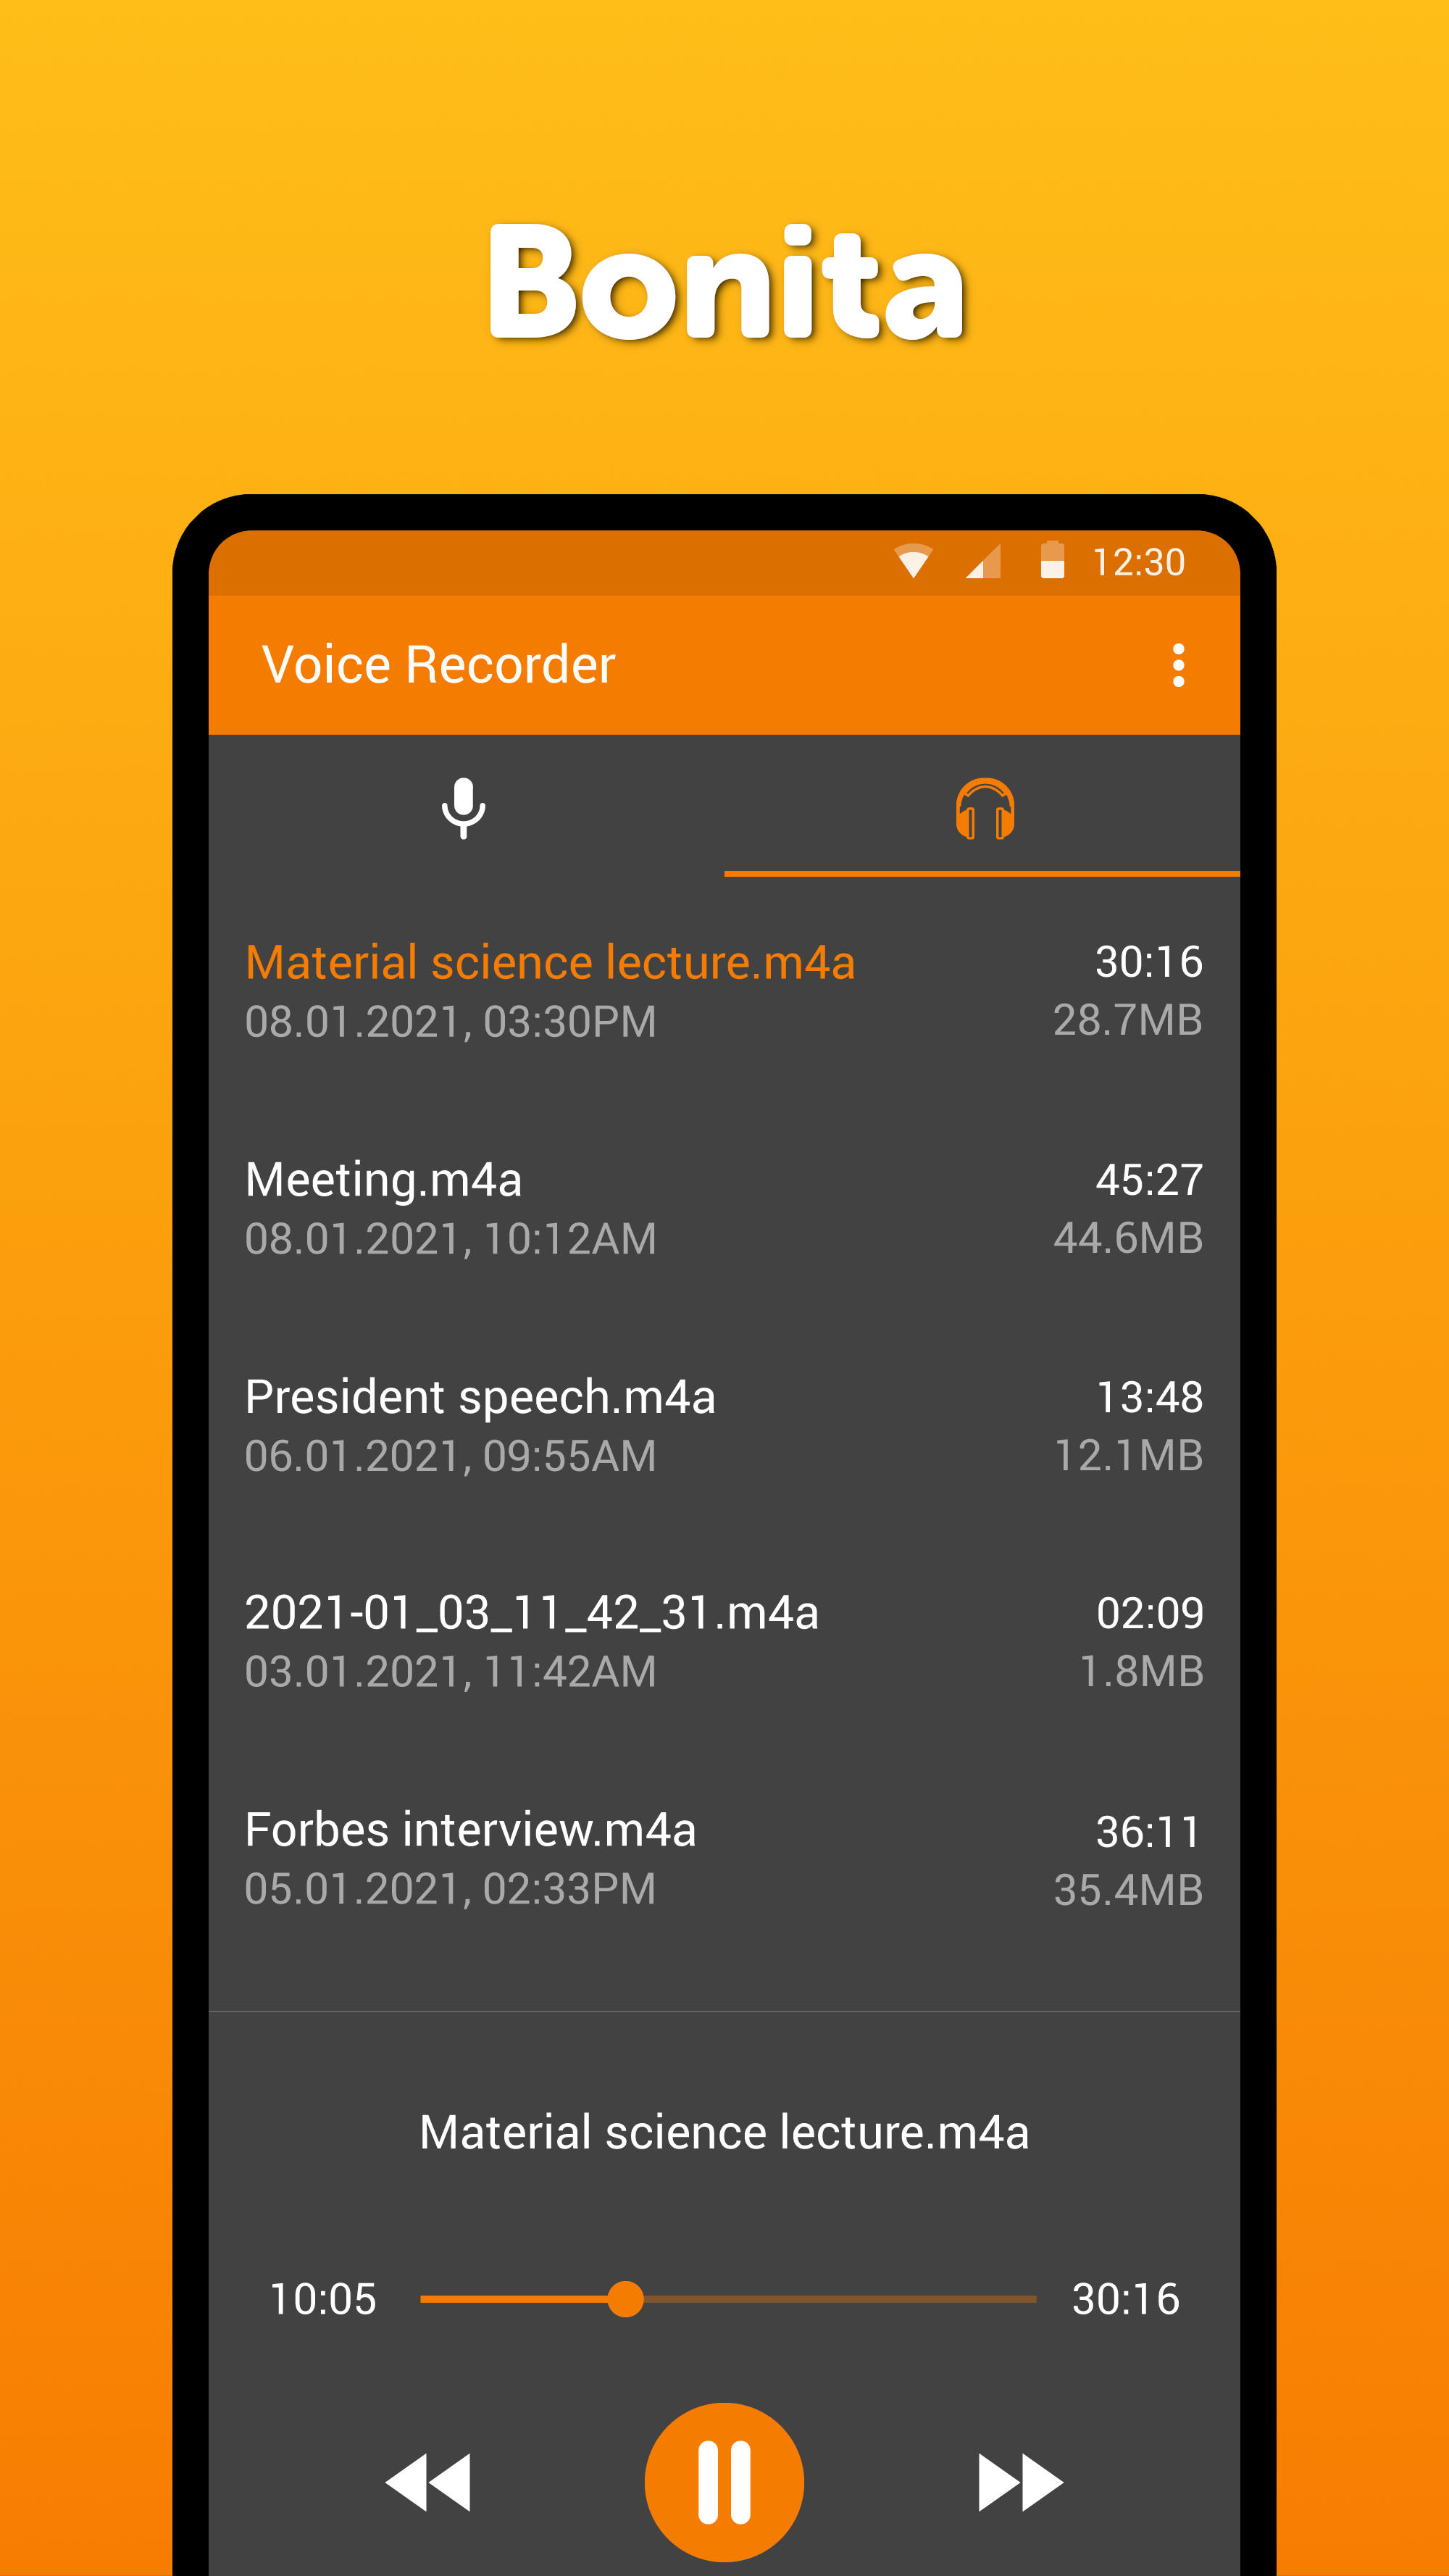 Bonita
12:30
Voice Recorder
Material science lecture.m4a 30:16
08.01.2021, 03:30PM 28.7MB
Meeting.m4a 45:27
08.01.2021, 10:12AM 44.6MB
President speech.m4a 13:48
06.01.2021, 09:55AM 12.1MB
2021-01_03_11_42_31.m4a 02:09
03.01.2021, 11:42AM 1.8MB
Forbes interview.m4a 36:11
05.01.2021, 02:33PM 35.4MB
Material science lecture.m4a
10:05 30:16